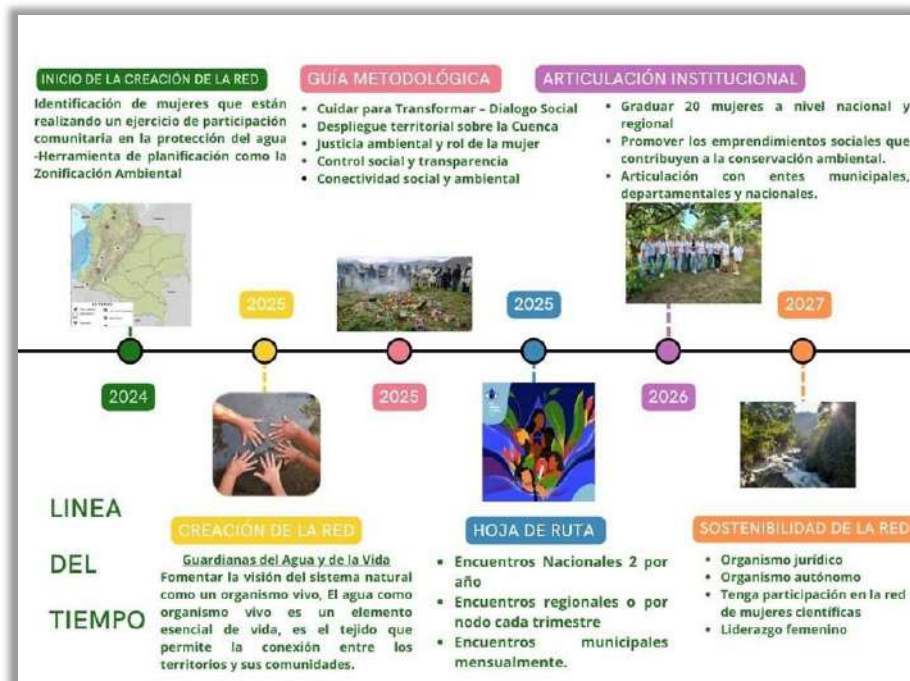 INICIO DE LA CREACIÓN DE LA RED
Identificación de mujeres que están
realizando un ejercicio de participación
comunitaria en la protección del agua
-Herramienta de planificación como la
Zonificación Ambiental
GUÍA METODOLÓGICA
• Cuidar para Transformar – Dialogo Social
• Despliegue territorial sobre la Cuenca
• Justicia ambiental y rol de la mujer
• Control social y transparencia
• Conectividad social y ambiental
ARTICULACIÓN INSTITUCIONAL
• Graduar 20 mujeres a nivel nacional y
regional
• Promover los emprendimientos sociales que
contribuyen a la conservación ambiental.
• Articulación con entes municipales,
departamentales y nacionales.
2025
2025
2027
2024
2025
2026
LINEA
DEL
TIEMPO
CREACIÓN DE LA RED
Guardianas del Agua y de la Vida
Fomentar la visión del sistema natural
como un organismo vivo, El agua como
organismo vivo es un elemento
esencial de vida, es el tejido que
permite la conexión entre los
territorios y sus comunidades.
HOJA DE RUTA
• Encuentros Nacionales 2 por
año
• Encuentros regionales o por
nodo cada trimestre
• Encuentros municipales
mensualmente.
SOSTENIBILIDAD DE LA RED
• Organismo jurídico
• Organismo autónomo
• Tenga participación en la red
de mujeres científicas
• Liderazgo femenino